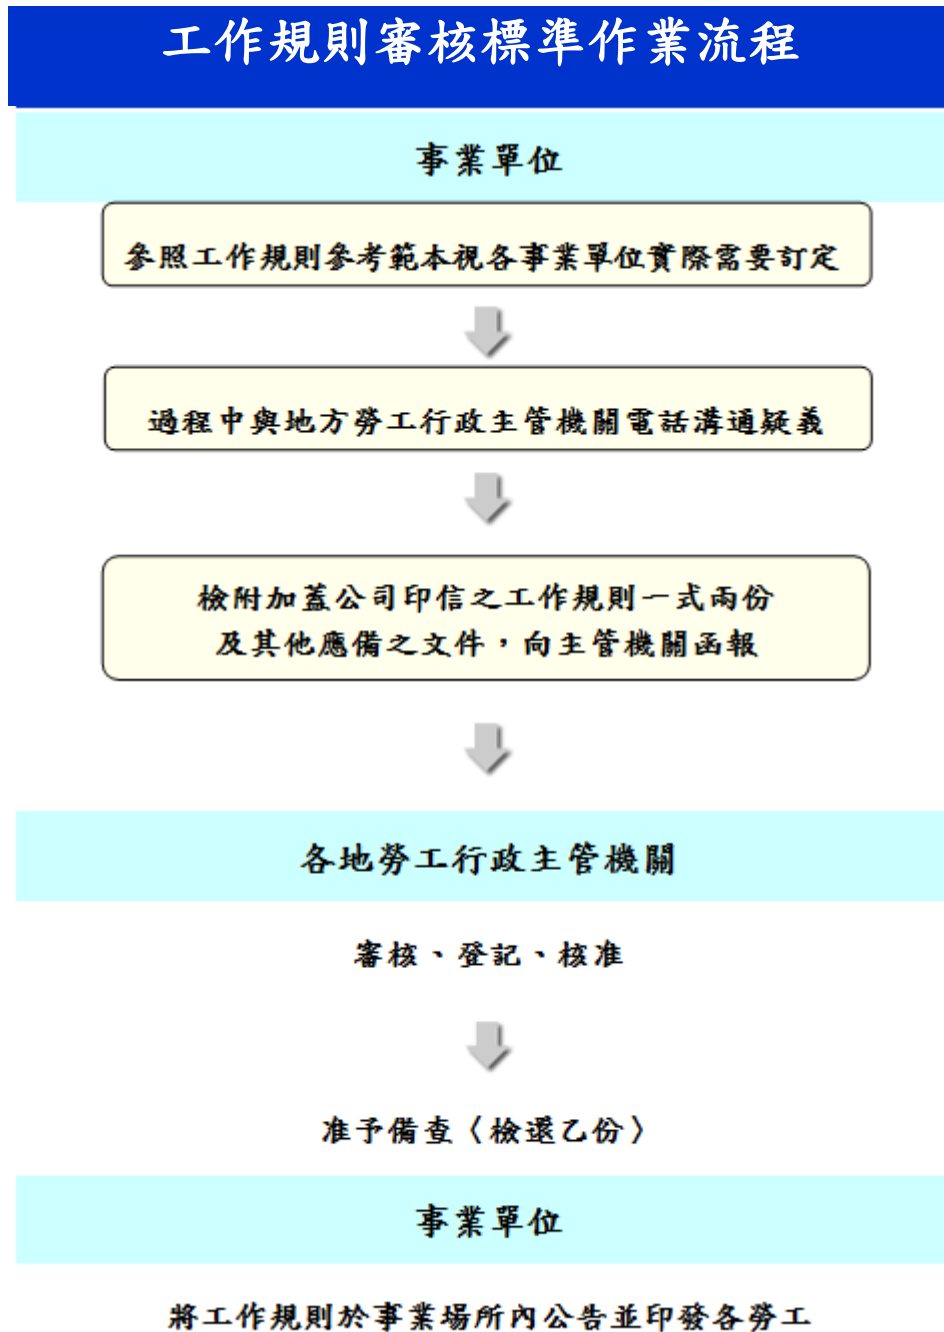 工作規則審核標準作業流程
事業單位
參照工作規則參考範本視各事業單位實際需要訂定
過程中與地方勞工行政主管機關電話溝通疑義
檢附加蓋公司印信之工作規則一式兩份
及其他應備之文件，向主管機關函報
各地勞工行政主管機關
審核、登記、核准
准予備查〈檢還乙份〉
事業單位
將工作規則於事業場所內公告並印發各勞工